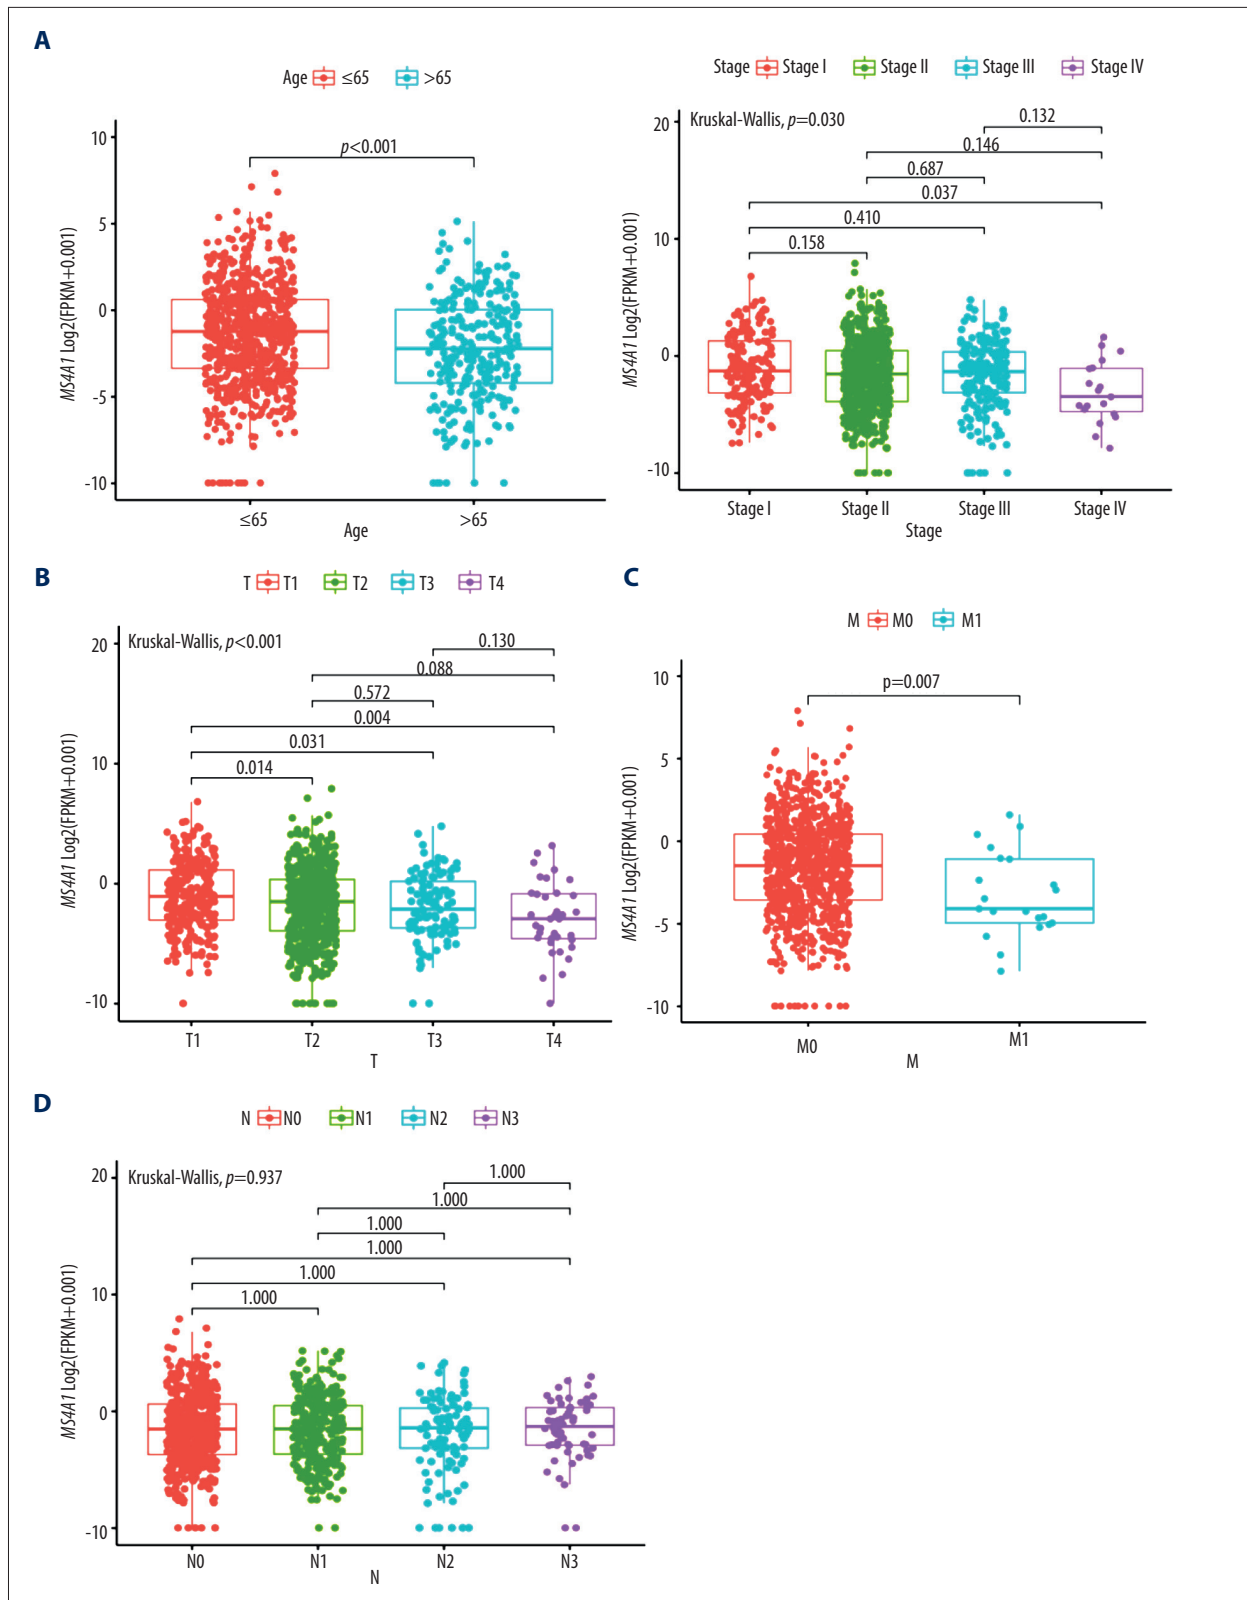 A
Age ≤65 >65
10
5
0
-5
-10
MS4A1 Log2(FPKM+0.001)
p<0.001
≤65 >65
Age
Stage Stage I Stage II Stage III Stage IV
Kruskal-Wallis, p=0.030
20
10
0
-10
MS4A1 Log2(FPKM+0.001)
0.132
0.146
0.687
0.037
0.410
0.158
Stage I Stage II Stage III Stage IV
Stage
B
T T1 T2 T3 T4
Kruskal-Wallis, p<0.001
20
10
0
-10
MS4A1 Log2(FPKM+0.001)
0.130
0.088
0.572
0.004
0.031
0.014
T1 T2 T3 T4
T
C
M M0 M1
10
5
0
-5
-10
MS4A1 Log2(FPKM+0.001)
p=0.007
M0 M1
M
D
N N0 N1 N2 N3
Kruskal-Wallis, p=0.937
20
10
0
-10
MS4A1 Log2(FPKM+0.001)
1.000
1.000
1.000
1.000
1.000
1.000
N0 N1 N2 N3
N